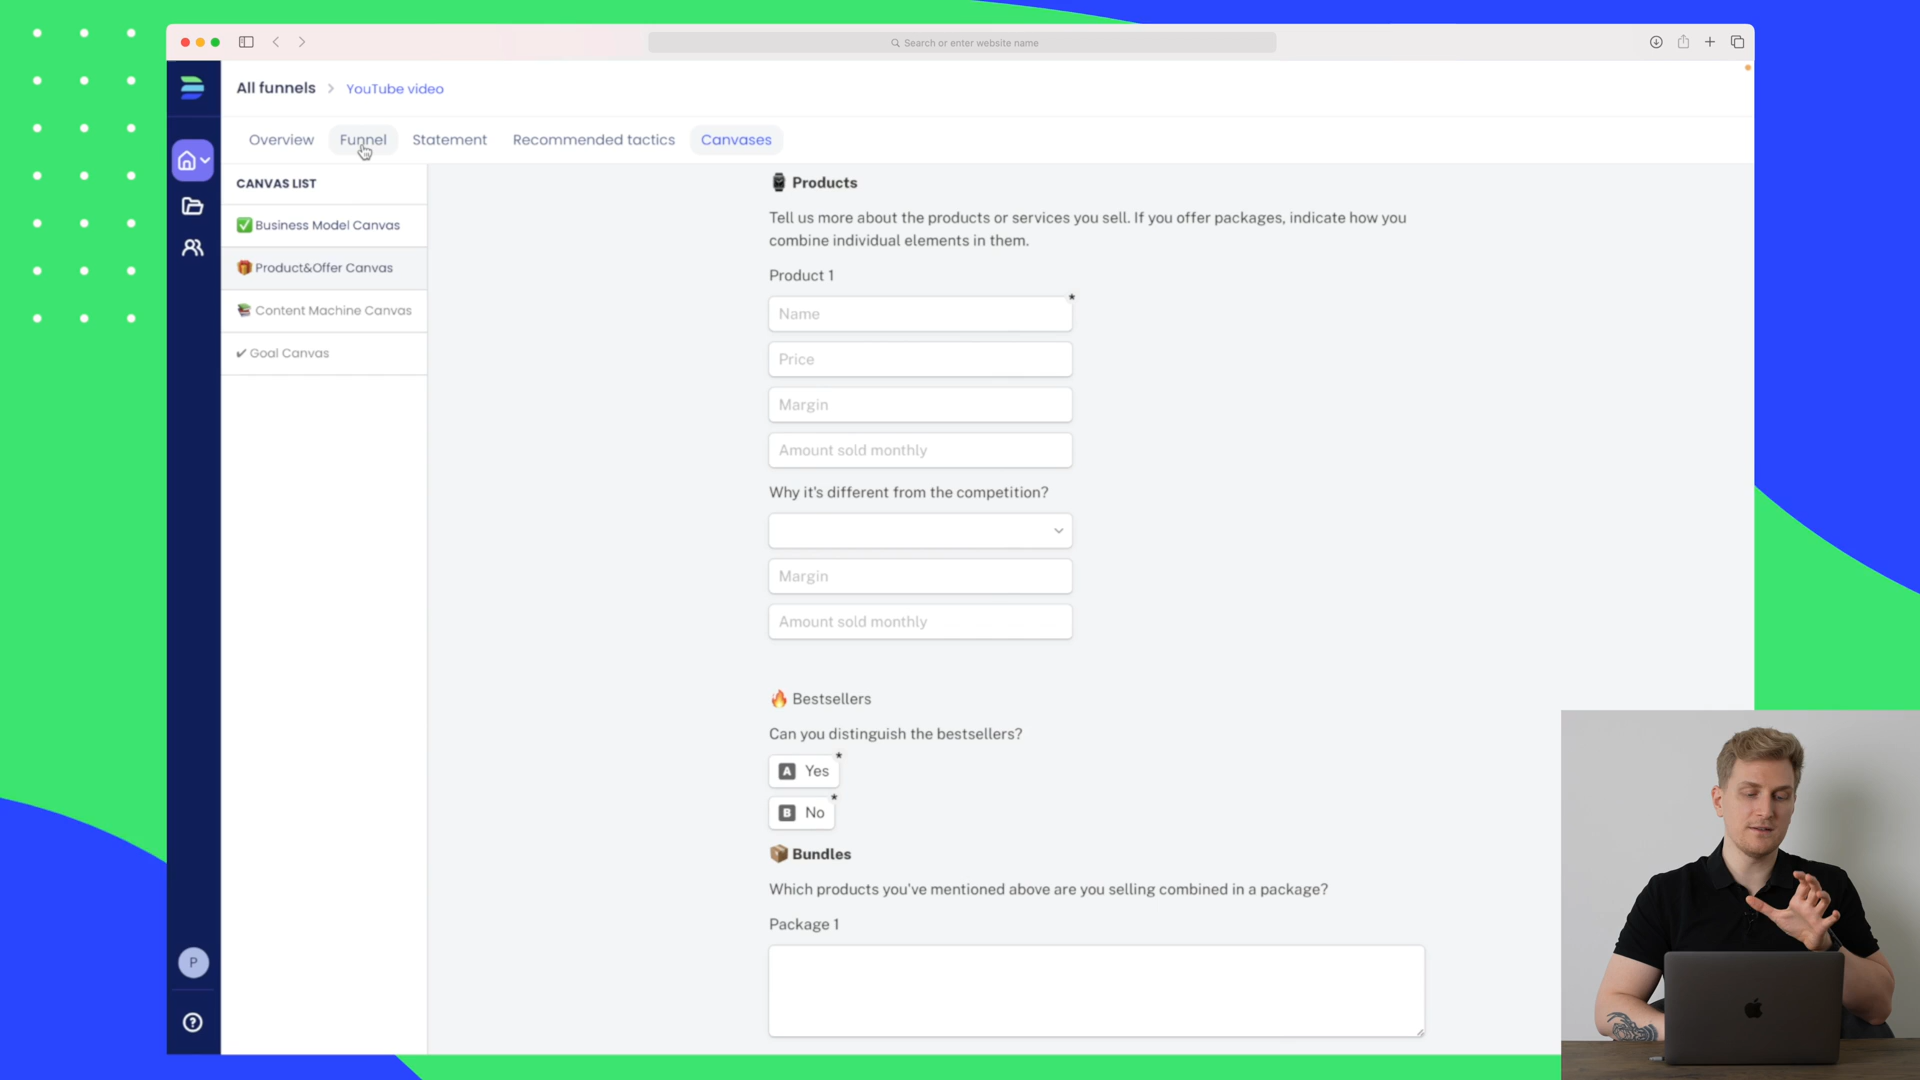 Search or enter website name
All funnels > YouTube video
Overview Funnel Statement Recommended tactics Canvases
CANVAS LIST
Business Model Canvas
Product&Offer Canvas
Content Machine Canvas
Goal Canvas
Products
Tell us more about the products or services you sell. If you offer packages, indicate how you
combine individual elements in them.
Product 1
Name *
Price
Margin
Amount sold monthly
Why it's different from the competition?
Margin
Amount sold monthly
Bestsellers
Can you distinguish the bestsellers?
A Yes *
B No *
Bundles
Which products you've mentioned above are you selling combined in a package?
Package 1
P
?